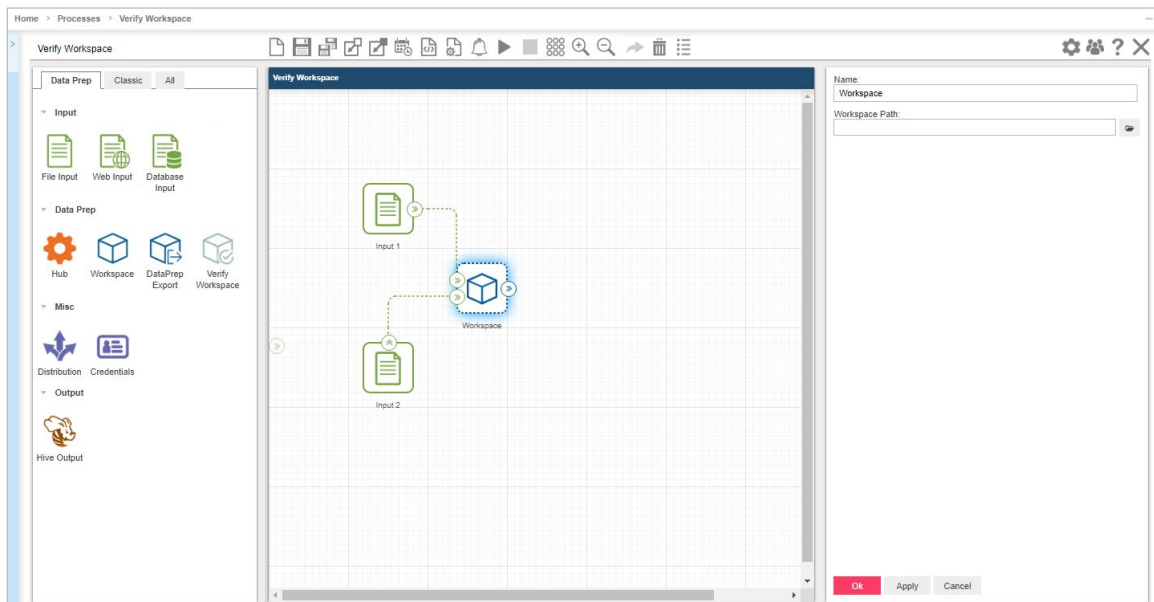 Home > Processes > Verify Workspace
Verify Workspace
Data Prep Classic All
Input
File Input Web Input Database Input
Data Prep
Hub Workspace DataPrep Export Verify Workspace
Misc
Distribution Credentials
Output
Hive Output
Verify Workspace
Input 1
Workspace
Input 2
Name:
Workspace
Workspace Path:
Ok Apply Cancel